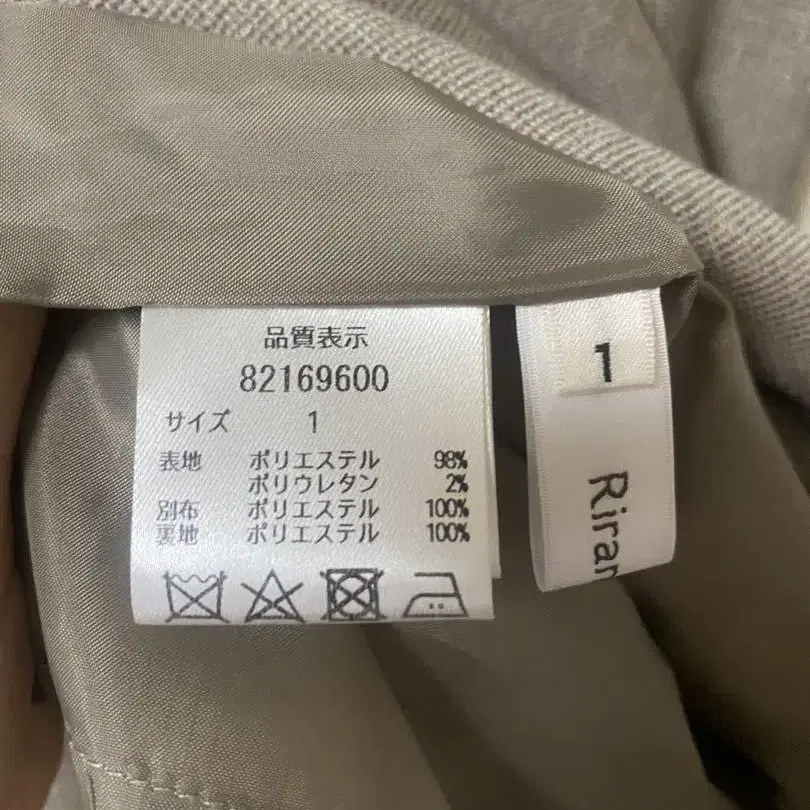 品質表示
82169600
サイズ 1
表地 ポリエステル 98%
ポリウレタン 2%
別布 ポリエステル 100%
裏地 ポリエステル 100%
1